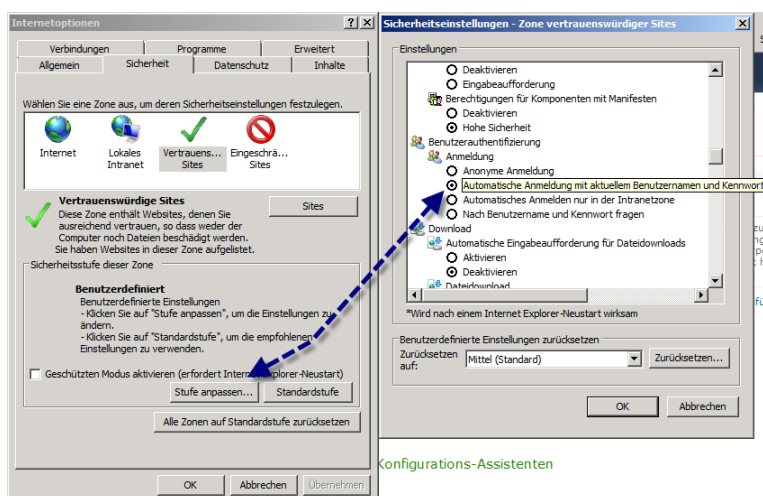 Internetoptionen
Verbindungen
Programme
Erweitert
Allgemein
Sicherheit
Datenschutz
Inhalte
Wählen Sie eine Zone aus, um deren Sicherheitseinstellungen festzulegen.
Internet
Lokales
Intranet
Vertrauens...
Sites
Eingeschrä...
Sites
Vertrauenswürdige Sites
Diese Zone enthält Websites, denen Sie
ausreichend vertrauen, so dass weder der
Computer noch Dateien beschädigt werden.
Sie haben Websites in dieser Zone aufgelistet.
Sites
Sicherheitsstufe dieser Zone
Benutzerdefiniert
Benutzerdefinierte Einstellungen
- Klicken Sie auf "Stufe anpassen", um die Einstellungen zu
ändern.
- Klicken Sie auf "Standardstufe", um die empfohlenen
Einstellungen zu verwenden.
Geschützten Modus aktivieren (erfordert Internet Explorer-Neustart)
Stufe anpassen...
Standardstufe
Alle Zonen auf Standardstufe zurücksetzen
OK
Abbrechen
Übernehmen
Sicherheitseinstellungen - Zone vertrauenswürdiger Sites
Einstellungen
Deaktivieren
Eingabeaufforderung
Berechtigungen für Komponenten mit Manifesten
Deaktivieren
Hohe Sicherheit
Benutzerauthentifizierung
Anmeldung
Anonyme Anmeldung
Automatische Anmeldung mit aktuellem Benutzernamen und Kennwort
Automatisches Anmelden nur in der Intranetzone
Nach Benutzername und Kennwort fragen
Download
Automatische Eingabeaufforderung für Dateidownloads
Aktivieren
Deaktivieren
Dateidownload
*Wird nach einem Internet Explorer-Neustart wirksam
Benutzerdefinierte Einstellungen zurücksetzen
Zurücksetzen
auf:
Mittel (Standard)
Zurücksetzen...
OK
Abbrechen
Konfigurations-Assistenten